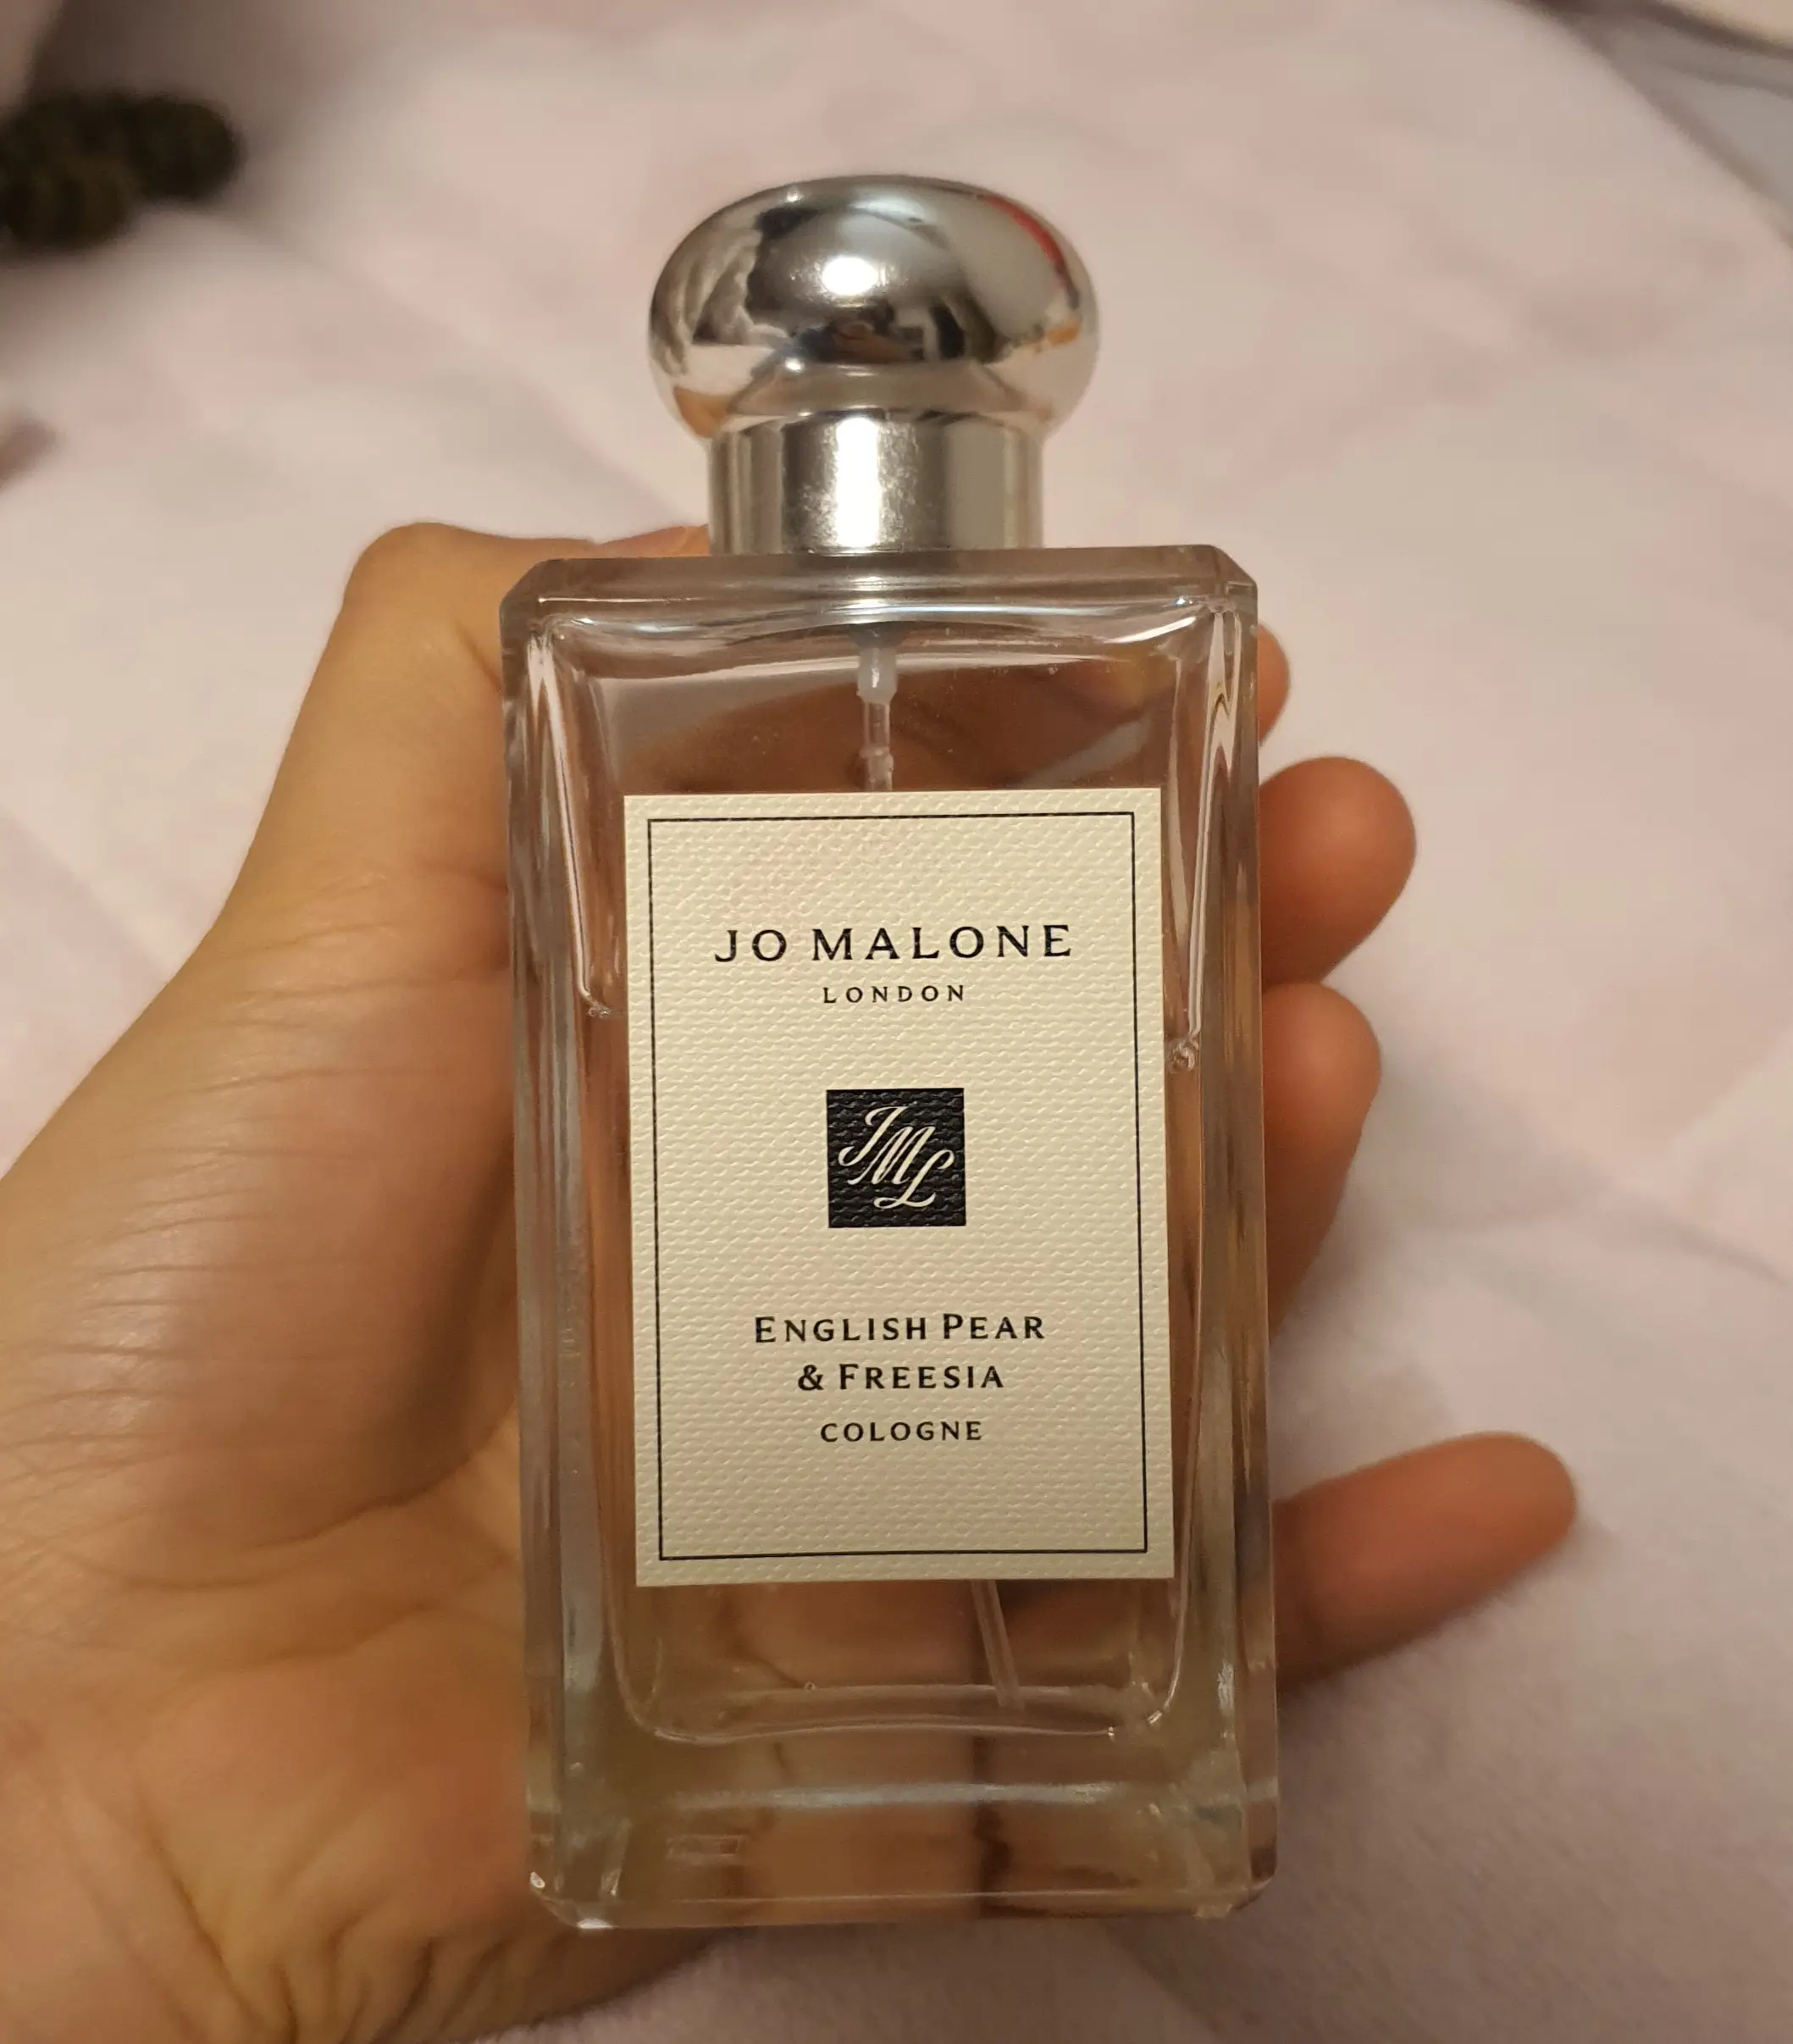 JO MALONE
LONDON
JML
ENGLISH PEAR
& FREESIA
COLOGNE